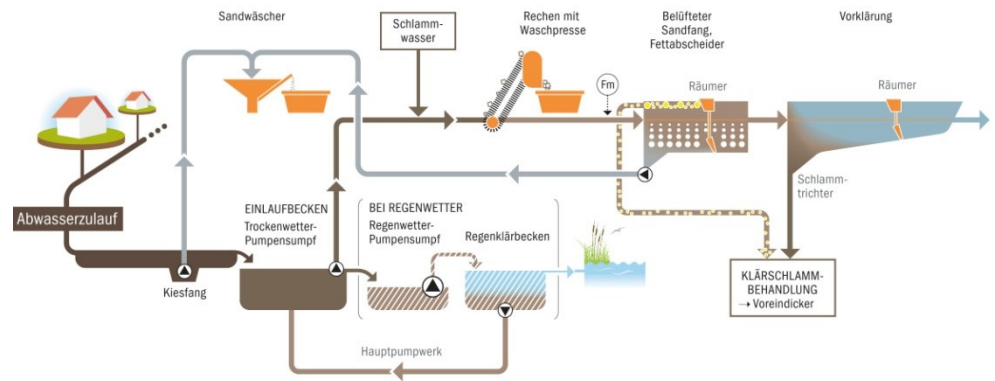 Sandwäscher
Schlamm-
wasser
Rechen mit
Waschpresse
Belüfteter
Sandfang,
Fettabscheider
Vorklärung
Fm
Räumer
Räumer
Abwasserzulauf
Schlamm-
trichter
EINLAUFBECKEN
Trockenwetter-
Pumpensumpf
BEI REGENWETTER
Regenwetter-
Pumpensumpf
Regenklärbecken
Kiesfang
KLÄRSCHLAMM-
BEHANDLUNG
→ Voreindicker
Hauptpumpwerk